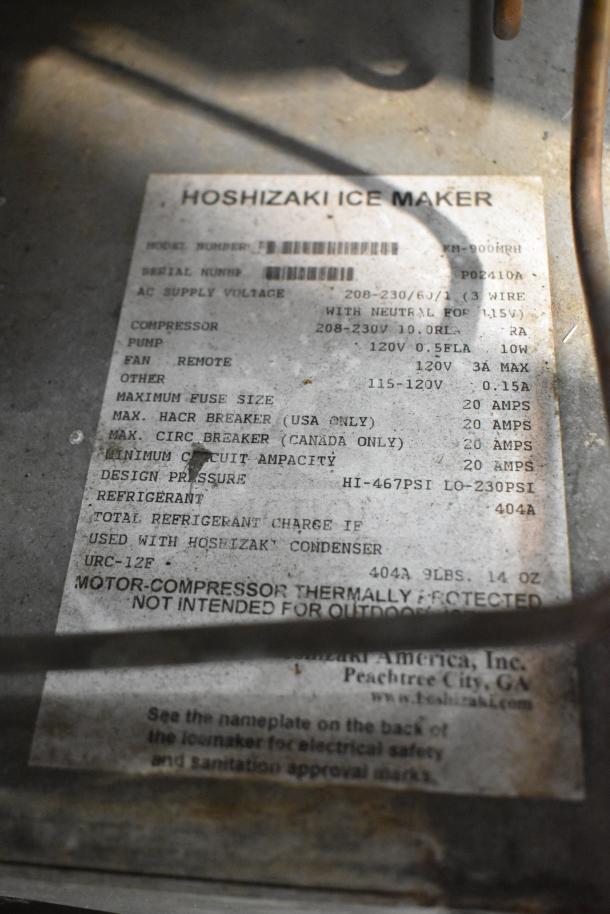 HOSHIZAKI ICE MAKER
MODEL NUMBER KM-900MRH
SERIAL NUMBE P02410A
AC SUPPLY VOLTAGE 208-230/60/1 (3 WIRE
WITH NEUTRAL FOR 115V)
COMPRESSOR 208-230V 10.0RLA RA
PUMP 120V 0.5FLA 10W
FAN REMOTE 120V 3A MAX
OTHER 115-120V 0.15A
MAXIMUM FUSE SIZE 20 AMPS
MAX. HACR BREAKER (USA ONLY) 20 AMPS
MAX. CIRC BREAKER (CANADA ONLY) 20 AMPS
MINIMUM CIRCUIT AMPACITY 20 AMPS
DESIGN PRESSURE HI-467PSI LO-230PSI
REFRIGERANT 404A
TOTAL REFRIGERANT CHARGE IF
USED WITH HOSHIZAKI CONDENSER
URC-12F 404A 9LBS. 14 OZ
MOTOR-COMPRESSOR THERMALLY PROTECTED
NOT INTENDED FOR OUTDOOR
Hoshizaki America, Inc.
Peachtree City, GA
www.hoshizaki.com
See the nameplate on the back of
the icemaker for electrical safety
and sanitation approval marks.